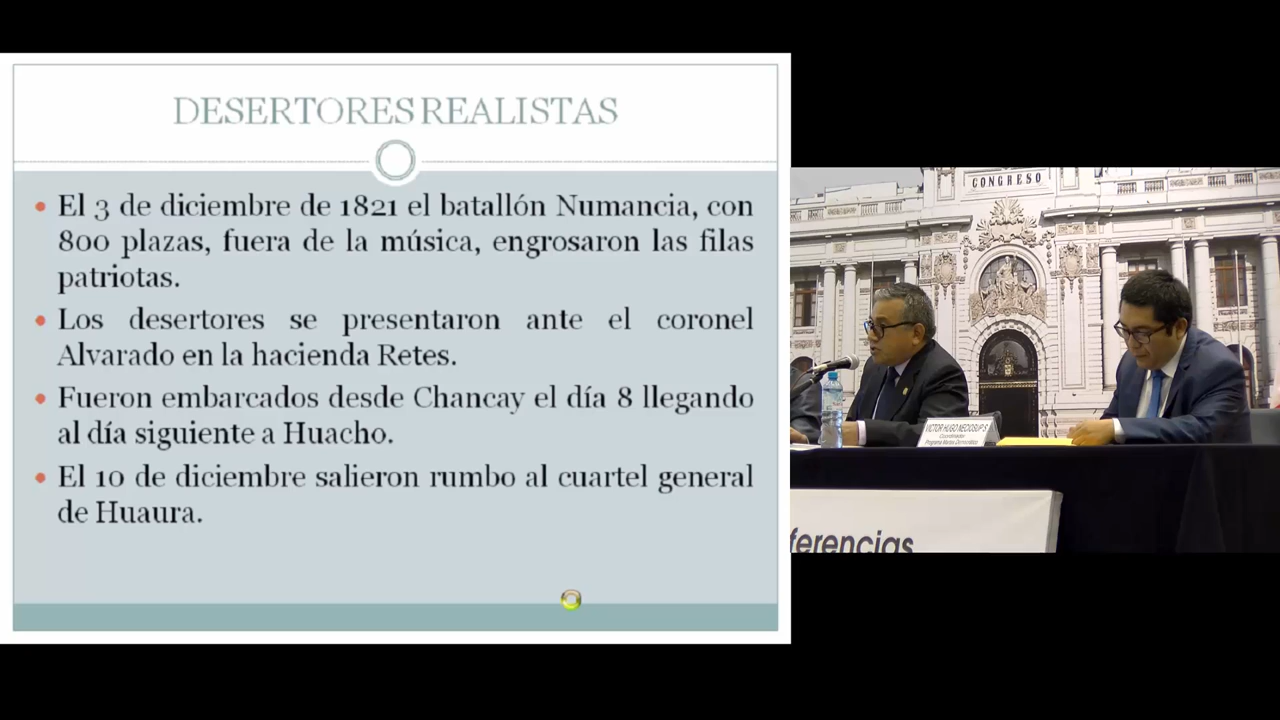 DESERTORES REALISTAS
El 3 de diciembre de 1821 el batallón Numancia, con
800 plazas, fuera de la música, engrosaron las filas
patriotas.
Los desertores se presentaron ante el coronel
Alvarado en la hacienda Retes.
Fueron embarcados desde Chancay el día 8 llegando
al día siguiente a Huacho.
El 10 de diciembre salieron rumbo al cuartel general
de Huaura.
CONGRESO
VICTOR HUGO
Coordinador
ferencias